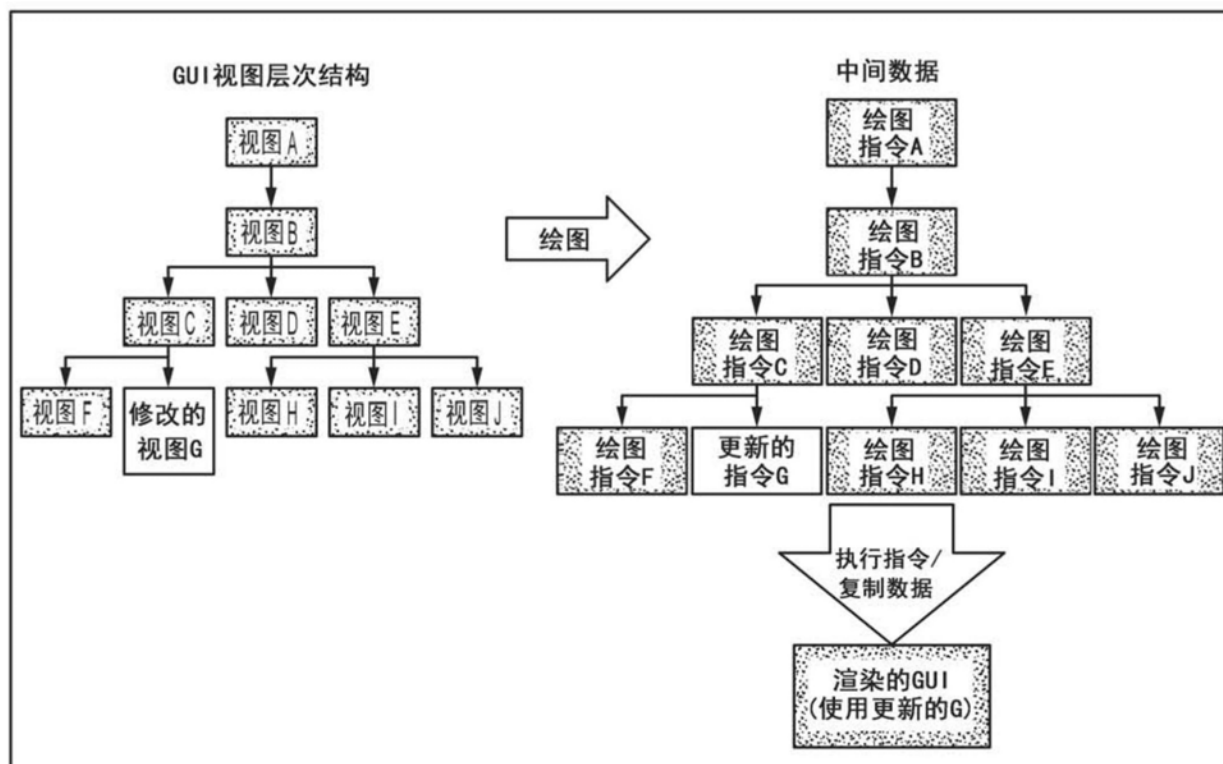 GUI视图层次结构
视图A
视图B
视图C
视图D
视图E
视图F
修改的
视图G
视图H
视图I
视图J
绘图
中间数据
绘图
指令A
绘图
指令B
绘图
指令C
绘图
指令D
绘图
指令E
绘图
指令F
更新的
指令G
绘图
指令H
绘图
指令I
绘图
指令J
执行指令/
复制数据
渲染的GUI
(使用更新的G)